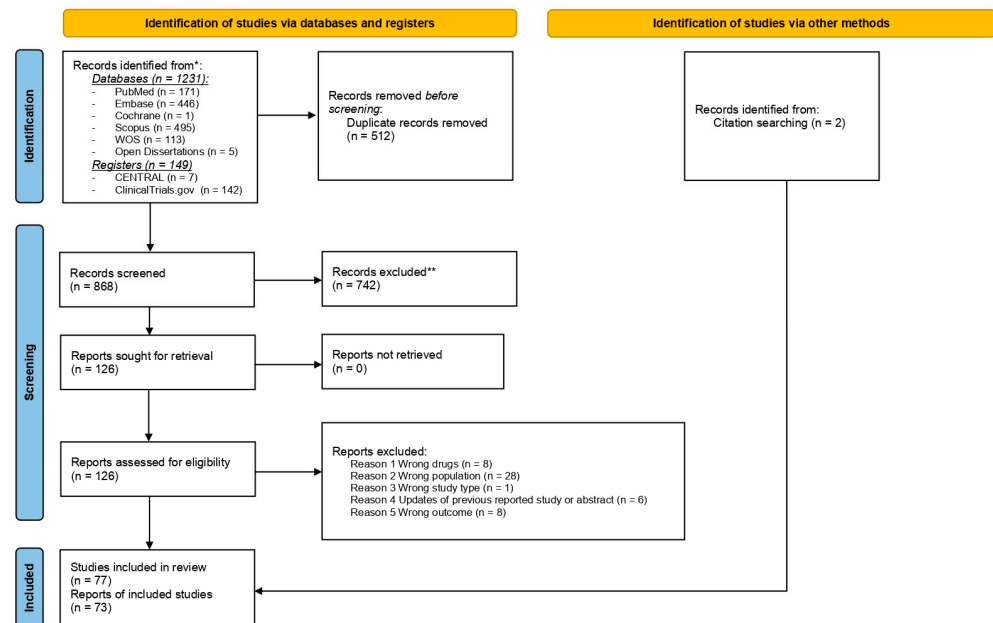 Identification of studies via databases and registers
Identification of studies via other methods
Identification
Records identified from*:
Databases (n = 1231):
- PubMed (n = 171)
- Embase (n = 446)
- Cochrane (n = 1)
- Scopus (n = 495)
- WOS (n = 113)
- Open Dissertations (n = 5)
Registers (n = 149)
- CENTRAL (n = 7)
- ClinicalTrials.gov (n = 142)
Records removed before
screening:
Duplicate records removed
(n = 512)
Records identified from:
Citation searching (n = 2)
Screening
Records screened
(n = 868)
Records excluded**
(n = 742)
Reports sought for retrieval
(n = 126)
Reports not retrieved
(n = 0)
Reports assessed for eligibility
(n = 126)
Reports excluded:
Reason 1 Wrong drugs (n = 8)
Reason 2 Wrong population (n = 28)
Reason 3 Wrong study type (n = 1)
Reason 4 Updates of previous reported study or abstract (n = 6)
Reason 5 Wrong outcome (n = 8)
Included
Studies included in review
(n = 77)
Reports of included studies
(n = 73)